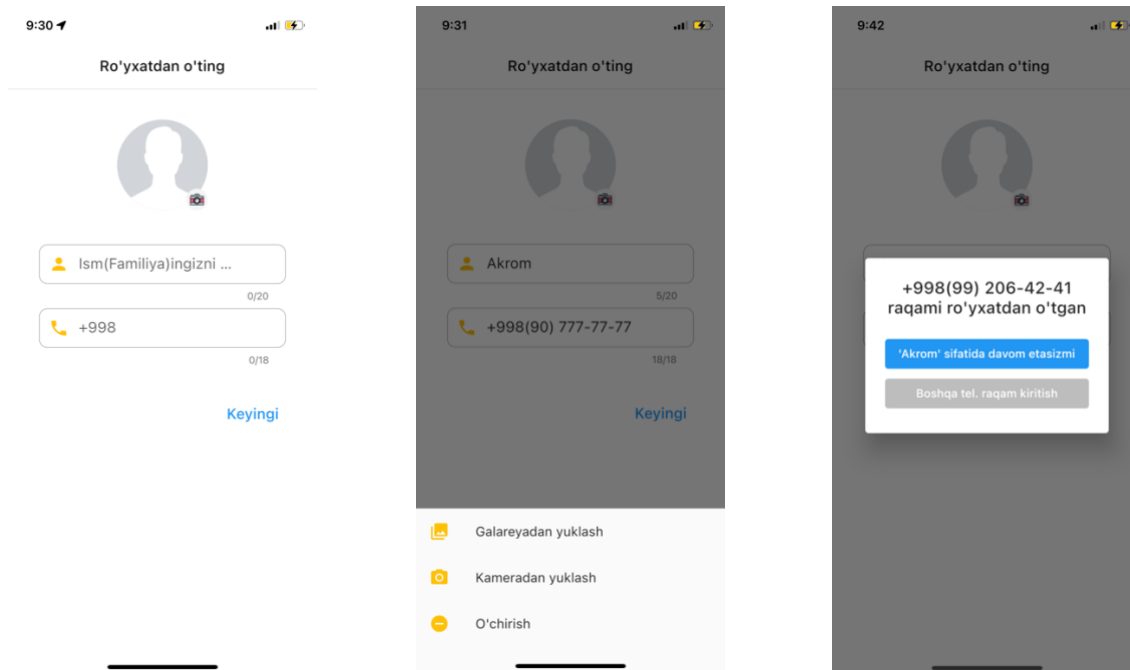 9:30
Ro'yxatdan o'ting
Ism(Familiya)ingizni ...
0/20
+998
0/18
Keyingi
9:31
Ro'yxatdan o'ting
Akrom
5/20
+998(90) 777-77-77
18/18
Keyingi
Galareyadan yuklash
Kameradan yuklash
O'chirish
9:42
Ro'yxatdan o'ting
+998(99) 206-42-41
raqami ro'yxatdan o'tgan
'Akrom' sifatida davom etasizmi
Boshqa tel. raqam kiritish